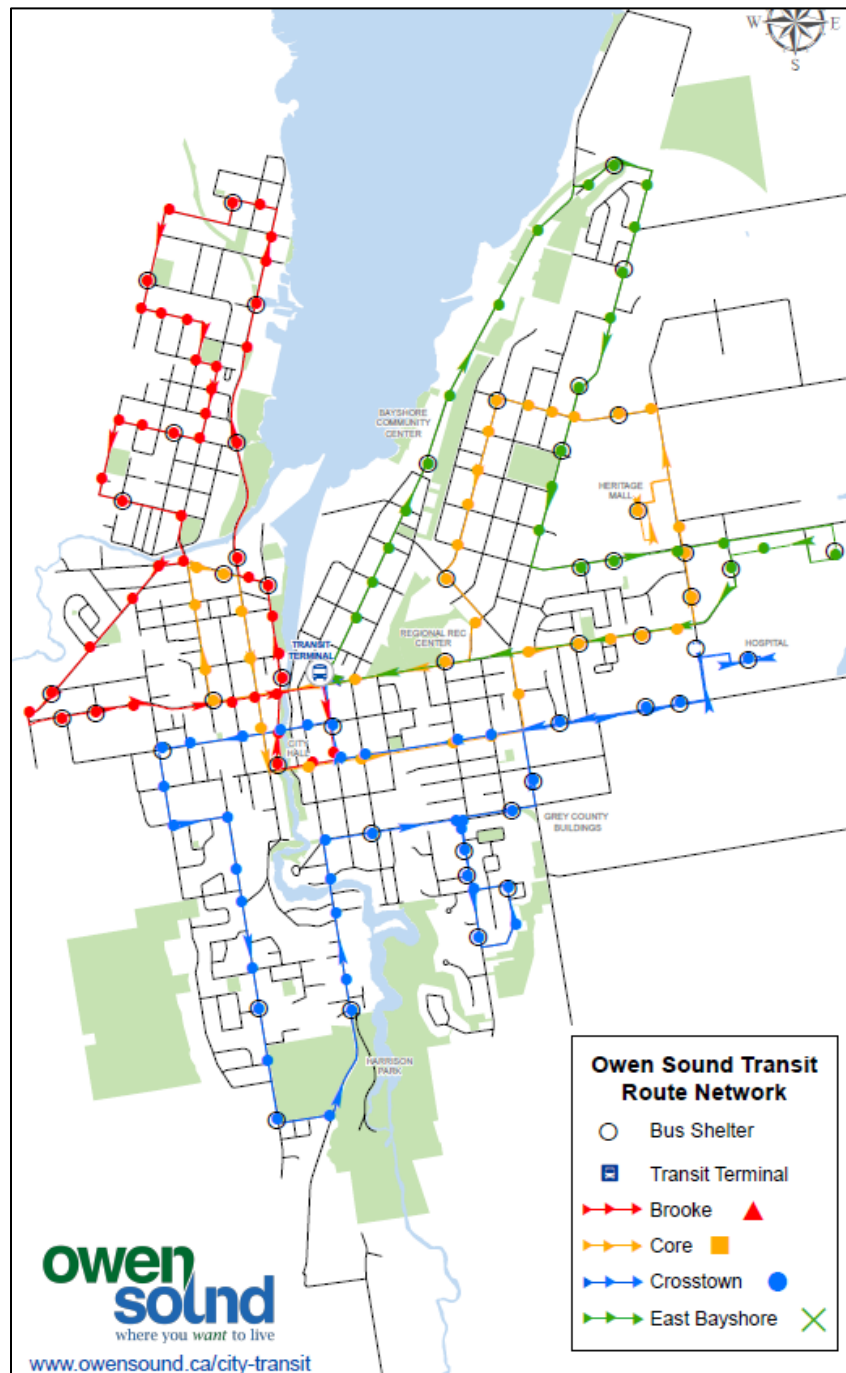 W
E
S
BAYSHORE
COMMUNITY
CENTER
HERITAGE
MALL
REGIONAL REC
CENTER
HOSPITAL
TRANSIT
TERMINAL
CITY
HALL
GREY COUNTY
BUILDINGS
HARRISON
PARK
Owen Sound Transit
Route Network
Bus Shelter
Transit Terminal
Brooke
Core
Crosstown
East Bayshore
owen
sound
where you want to live
www.owensound.ca/city-transit